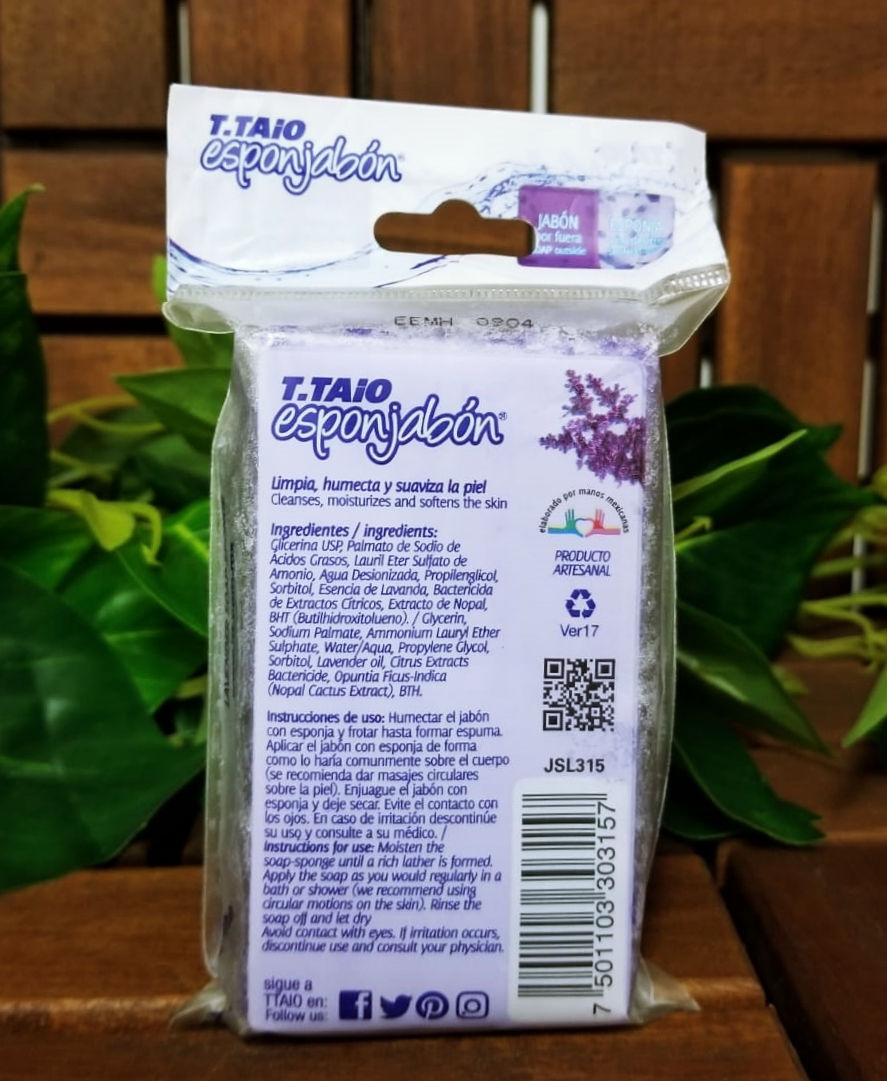 T.TAiO
esponjabón
JABÓN
por fuera
SOAP outside
ESPONJA
EEMH 0904
T.TAiO
esponjabón®
Limpia, humecta y suaviza la piel
Cleanses, moisturizes and softens the skin
Ingredientes / ingredients:
Glicerina USP, Palmato de Sodio de
Ácidos Grasos, Lauril Eter Sulfato de
Amonio, Agua Desionizada, Propilenglicol,
Sorbitol, Esencia de Lavanda, Bactericida
de Extractos Cítricos, Extracto de Nopal,
BHT (Butilhidroxitolueno). / Glycerin,
Sodium Palmate, Ammonium Lauryl Ether
Sulphate, Water/Aqua, Propylene Glycol,
Sorbitol, Lavender oil, Citrus Extracts
Bactericide, Opuntia Ficus-Indica
(Nopal Cactus Extract), BTH.
elaborado por manos mexicanas
PRODUCTO
ARTESANAL
Ver17
Instrucciones de uso: Humectar el jabón
con esponja y frotar hasta formar espuma.
Aplicar el jabón con esponja de forma
como lo haría comunmente sobre el cuerpo
(se recomienda dar masajes circulares
sobre la piel). Enjuague el jabón con
esponja y deje secar. Evite el contacto con
los ojos. En caso de irritación descontinúe
su uso y consulte a su médico. /
Instructions for use: Moisten the
soap-sponge until a rich lather is formed.
Apply the soap as you would regularly in a
bath or shower (we recommend using
circular motions on the skin). Rinse the
soap off and let dry
Avoid contact with eyes. If irritation occurs,
discontinue use and consult your physician.
JSL315
7 501103 303157
sigue a
TTAIO en:
Follow us: